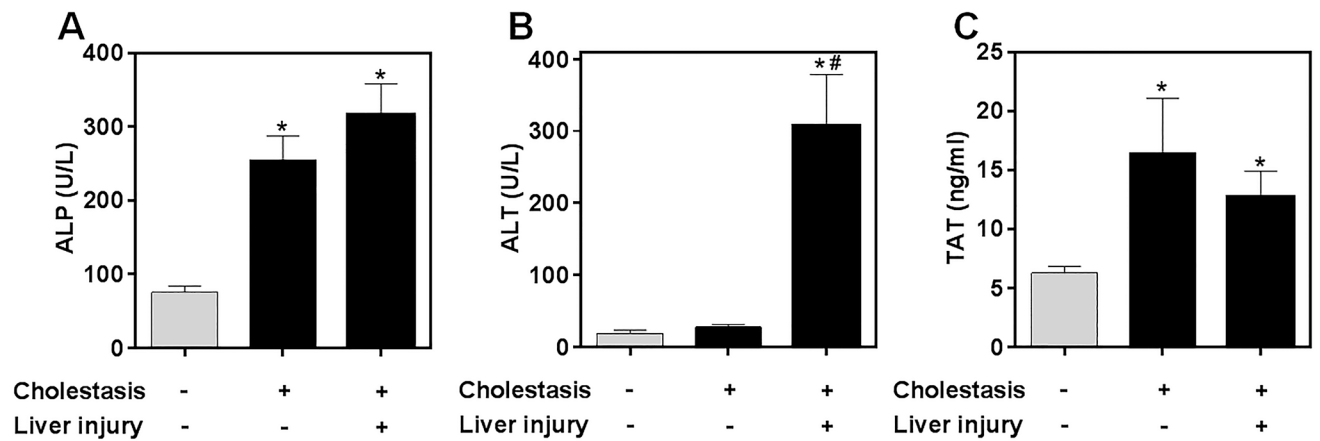 A
ALP (U/L)
400
300
200
100
0
*
*
Cholestasis - + +
Liver injury - - +
B
ALT (U/L)
400
300
200
100
0
*#
Cholestasis - + +
Liver injury - - +
C
TAT (ng/ml)
25
20
15
10
5
0
*
*
Cholestasis - + +
Liver injury - - +